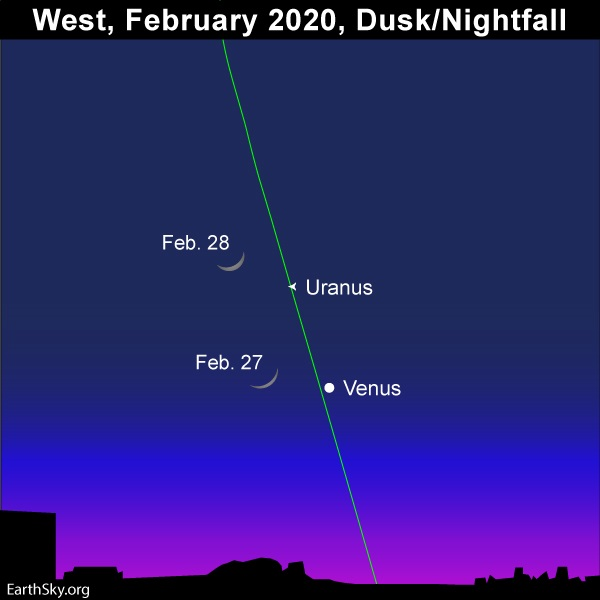 West, February 2020, Dusk/Nightfall
Feb. 28
Uranus
Feb. 27
Venus
EarthSky.org